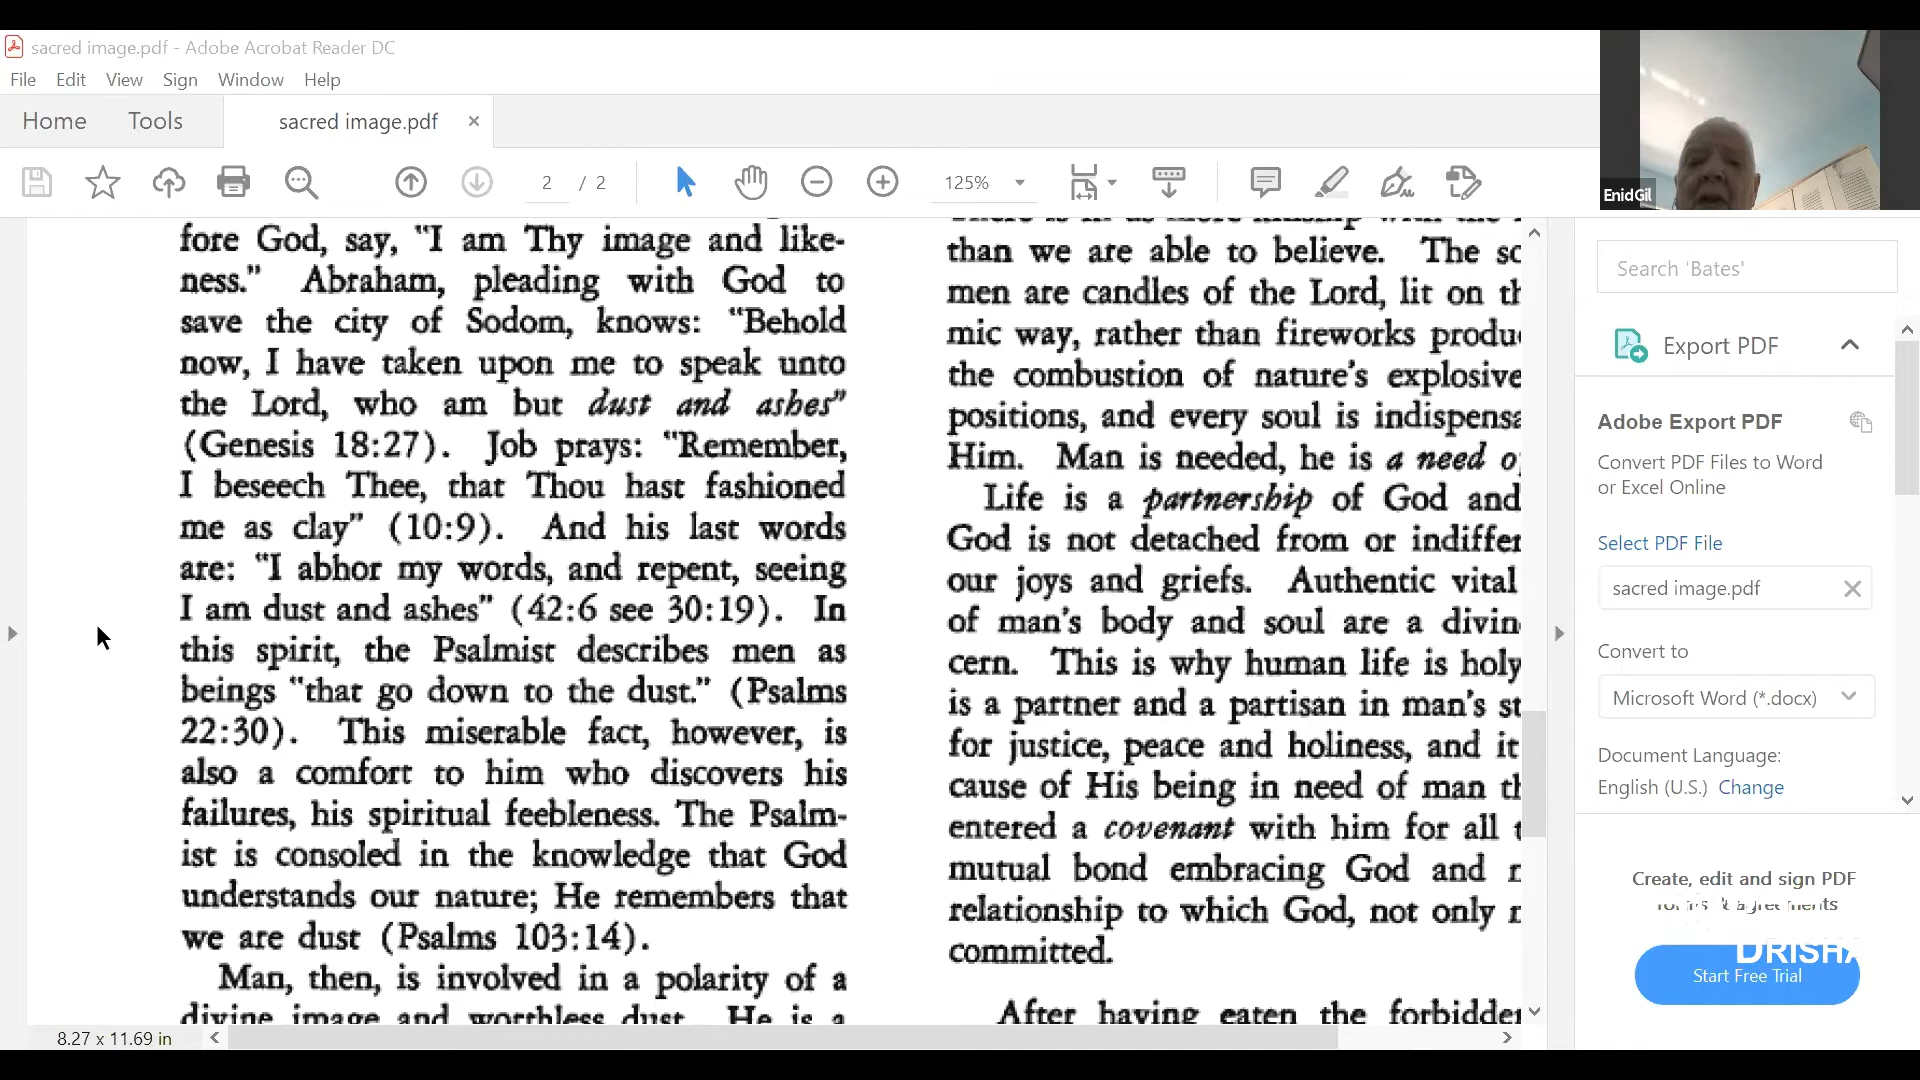 sacred image.pdf - Adobe Acrobat Reader DC
File Edit View Sign Window Help
Home Tools sacred image.pdf
2 / 2 125%
EnidGil
fore God, say, "I am Thy image and like-
ness." Abraham, pleading with God to
save the city of Sodom, knows: "Behold
now, I have taken upon me to speak unto
the Lord, who am but dust and ashes"
(Genesis 18:27). Job prays: "Remember,
I beseech Thee, that Thou hast fashioned
me as clay" (10:9). And his last words
are: "I abhor my words, and repent, seeing
I am dust and ashes" (42:6 see 30:19). In
this spirit, the Psalmist describes men as
beings "that go down to the dust." (Psalms
22:30). This miserable fact, however, is
also a comfort to him who discovers his
failures, his spiritual feebleness. The Psalm-
ist is consoled in the knowledge that God
understands our nature; He remembers that
we are dust (Psalms 103:14).
Man, then, is involved in a polarity of a
divine image and worthless dust. He is a
than we are able to believe. The
men are candles of the Lord, lit on
mic way, rather than fireworks
the combustion of nature's explosive
positions, and every soul is
Him. Man is needed, he is a need
Life is a partnership of God and
God is not detached from or
our joys and griefs. Authentic vital
of man's body and soul are a
cern. This is why human life is holy
is a partner and a partisan in man's
for justice, peace and holiness, and it
cause of His being in need of man
entered a covenant with him for all
mutual bond embracing God and
relationship to which God, not only
committed.
After having eaten the
8.27 x 11.69 in
Search 'Bates'
Export PDF
Adobe Export PDF
Convert PDF Files to Word
or Excel Online
Select PDF File
sacred image.pdf
Convert to
Microsoft Word (*.docx)
Document Language:
English (U.S.) Change
Create, edit and sign PDF
DRISHA
Start Free Trial